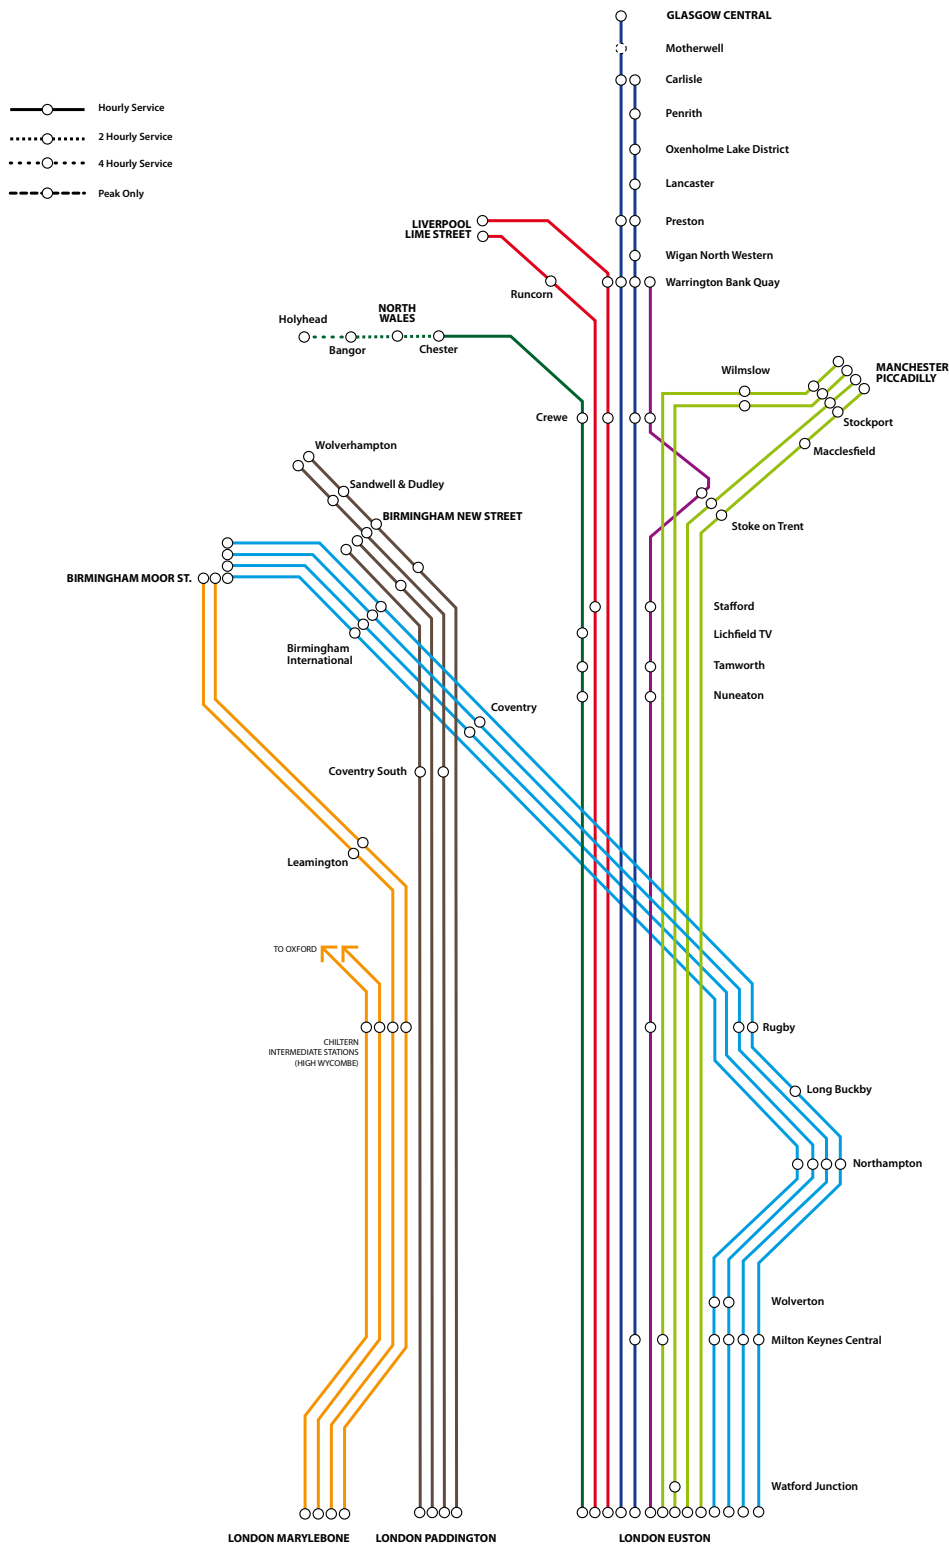 GLASGOW CENTRAL
Motherwell
Carlisle
Hourly Service
Penrith
2 Hourly Service
Oxenholme Lake District
4 Hourly Service
Lancaster
Peak Only
LIVERPOOL
LIME STREET
Preston
Wigan North Western
Runcorn
Warrington Bank Quay
NORTH
WALES
Holyhead
Bangor
Chester
Wilmslow
MANCHESTER
PICCADILLY
Crewe
Stockport
Macclesfield
Wolverhampton
Sandwell & Dudley
BIRMINGHAM NEW STREET
Stoke on Trent
BIRMINGHAM MOOR ST.
Stafford
Lichfield TV
Birmingham
International
Tamworth
Nuneaton
Coventry
Coventry South
Leamington
TO OXFORD
Rugby
CHILTERN
INTERMEDIATE STATIONS
(HIGH WYCOMBE)
Long Buckby
Northampton
Wolverton
Milton Keynes Central
Watford Junction
LONDON MARYLEBONE
LONDON PADDINGTON
LONDON EUSTON